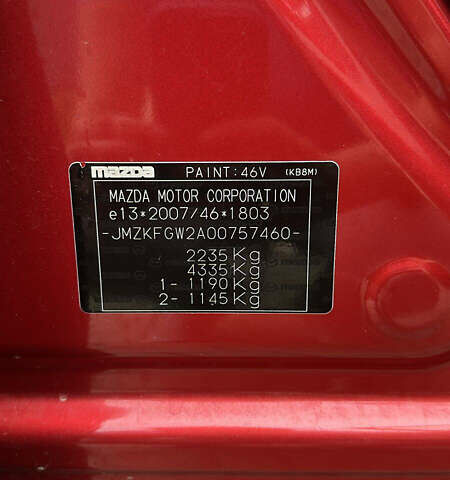 mazda PAINT:46V (KB8M)
MAZDA MOTOR CORPORATION
e13*2007/46*1803
-JMZKFGW2A00757460-
2235Kg
4335Kg
1-1190Kg
2-1145Kg